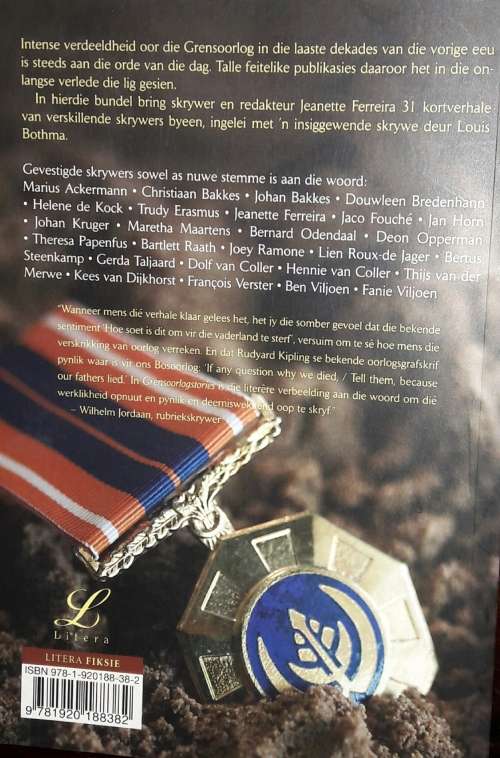 Intense verdeeldheid oor die Grensoorlog in die laaste dekades van die vorige eeu
is steeds aan die orde van die dag. Talle feitelike publikasies daaroor het in die on-
langse verlede die lig gesien.
In hierdie bundel bring skrywer en redakteur Jeanette Ferreira 31 kortverhale
van verskillende skrywers byeen, ingelei met 'n insiggewende skrywe deur Louis
Bothma.
Gevestigde skrywers sowel as nuwe stemme is aan die woord:
Marius Ackermann • Christiaan Bakkes • Johan Bakkes • Douwleen Bredenhann
• Helene de Kock • Trudy Erasmus • Jeanette Ferreira • Jaco Fouché • Jan Horn
• Johan Kruger • Maretha Maartens • Bernard Odendaal • Deon Opperman
• Theresa Papenfus • Bartlett Raath • Joey Ramone • Lien Roux-de Jager • Bertus
Steenkamp • Gerda Taljaard • Dolf van Coller • Hennie van Coller • Thijs van der
Merwe • Kees van Dijkhorst • François Verster • Ben Viljoen • Fanie Viljoen
"Wanneer mens dié verhale klaar gelees het, het jy die somber gevoel dat die bekende
sentiment 'Hoe soet is dit om vir die vaderland te sterf', versuim om te sê hoe mens die
verskrikking van oorlog verreken. En dat Rudyard Kipling se bekende oorlogsgrafskrif
pynlik waar is vir ons Bosoorlog: 'If any question why we died, / Tell them, because
our fathers lied.' In Grensoorlogstories is die literêre verbeelding aan die woord om dié
werklikheid opnuut en pynlik en deerniswekkend oop te skryf."
– Wilhelm Jordaan, rubriekskrywer
L
Litera
LITERA FIKSIE
ISBN 978-1-920188-38-2
9 781920 188382